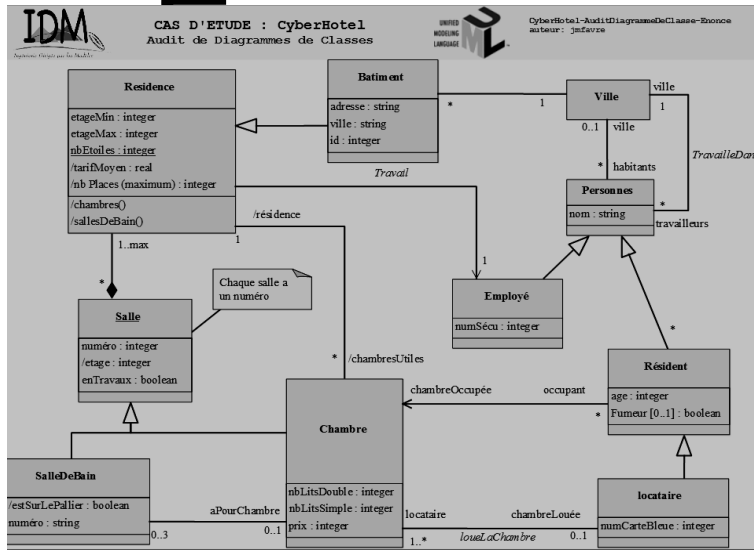 IDM
CAS D'ETUDE : CyberHotel
Audit de Diagrammes de Classes
UNIFIED
MODELING
LANGUAGE
UML
CyberHotel-AuditDiagrammeDeClasse-Enonce
auteur: jmfavre
Residence
etageMin : integer
etageMax : integer
nbEtoiles : integer
/tarifMoyen : real
/nb Places (maximum) : integer
/chambres()
/sallesDeBain()
Batiment
adresse : string
ville : string
id : integer
* 1
Ville
ville
1
0..1 ville
TravailleDan
* habitants
Personnes
nom : string
*
travailleurs
Travail
1
/résidence
1
1..max
*
Chaque salle a
un numéro
Employé
numSécu : integer
Salle
numéro : integer
/etage : integer
enTravaux : boolean
* /chambresUtiles
*
Résident
age : integer
Fumeur [0..1] : boolean
chambreOccupée occupant
*
Chambre
nbLitsDouble : integer
nbLitsSimple : integer
prix : integer
SalleDeBain
/estSurLePallier : boolean
numéro : string
aPourChambre
0..3 0..1
locataire chambreLouée
1..* loueLaChambre 0..1
locataire
numCarteBleue : integer